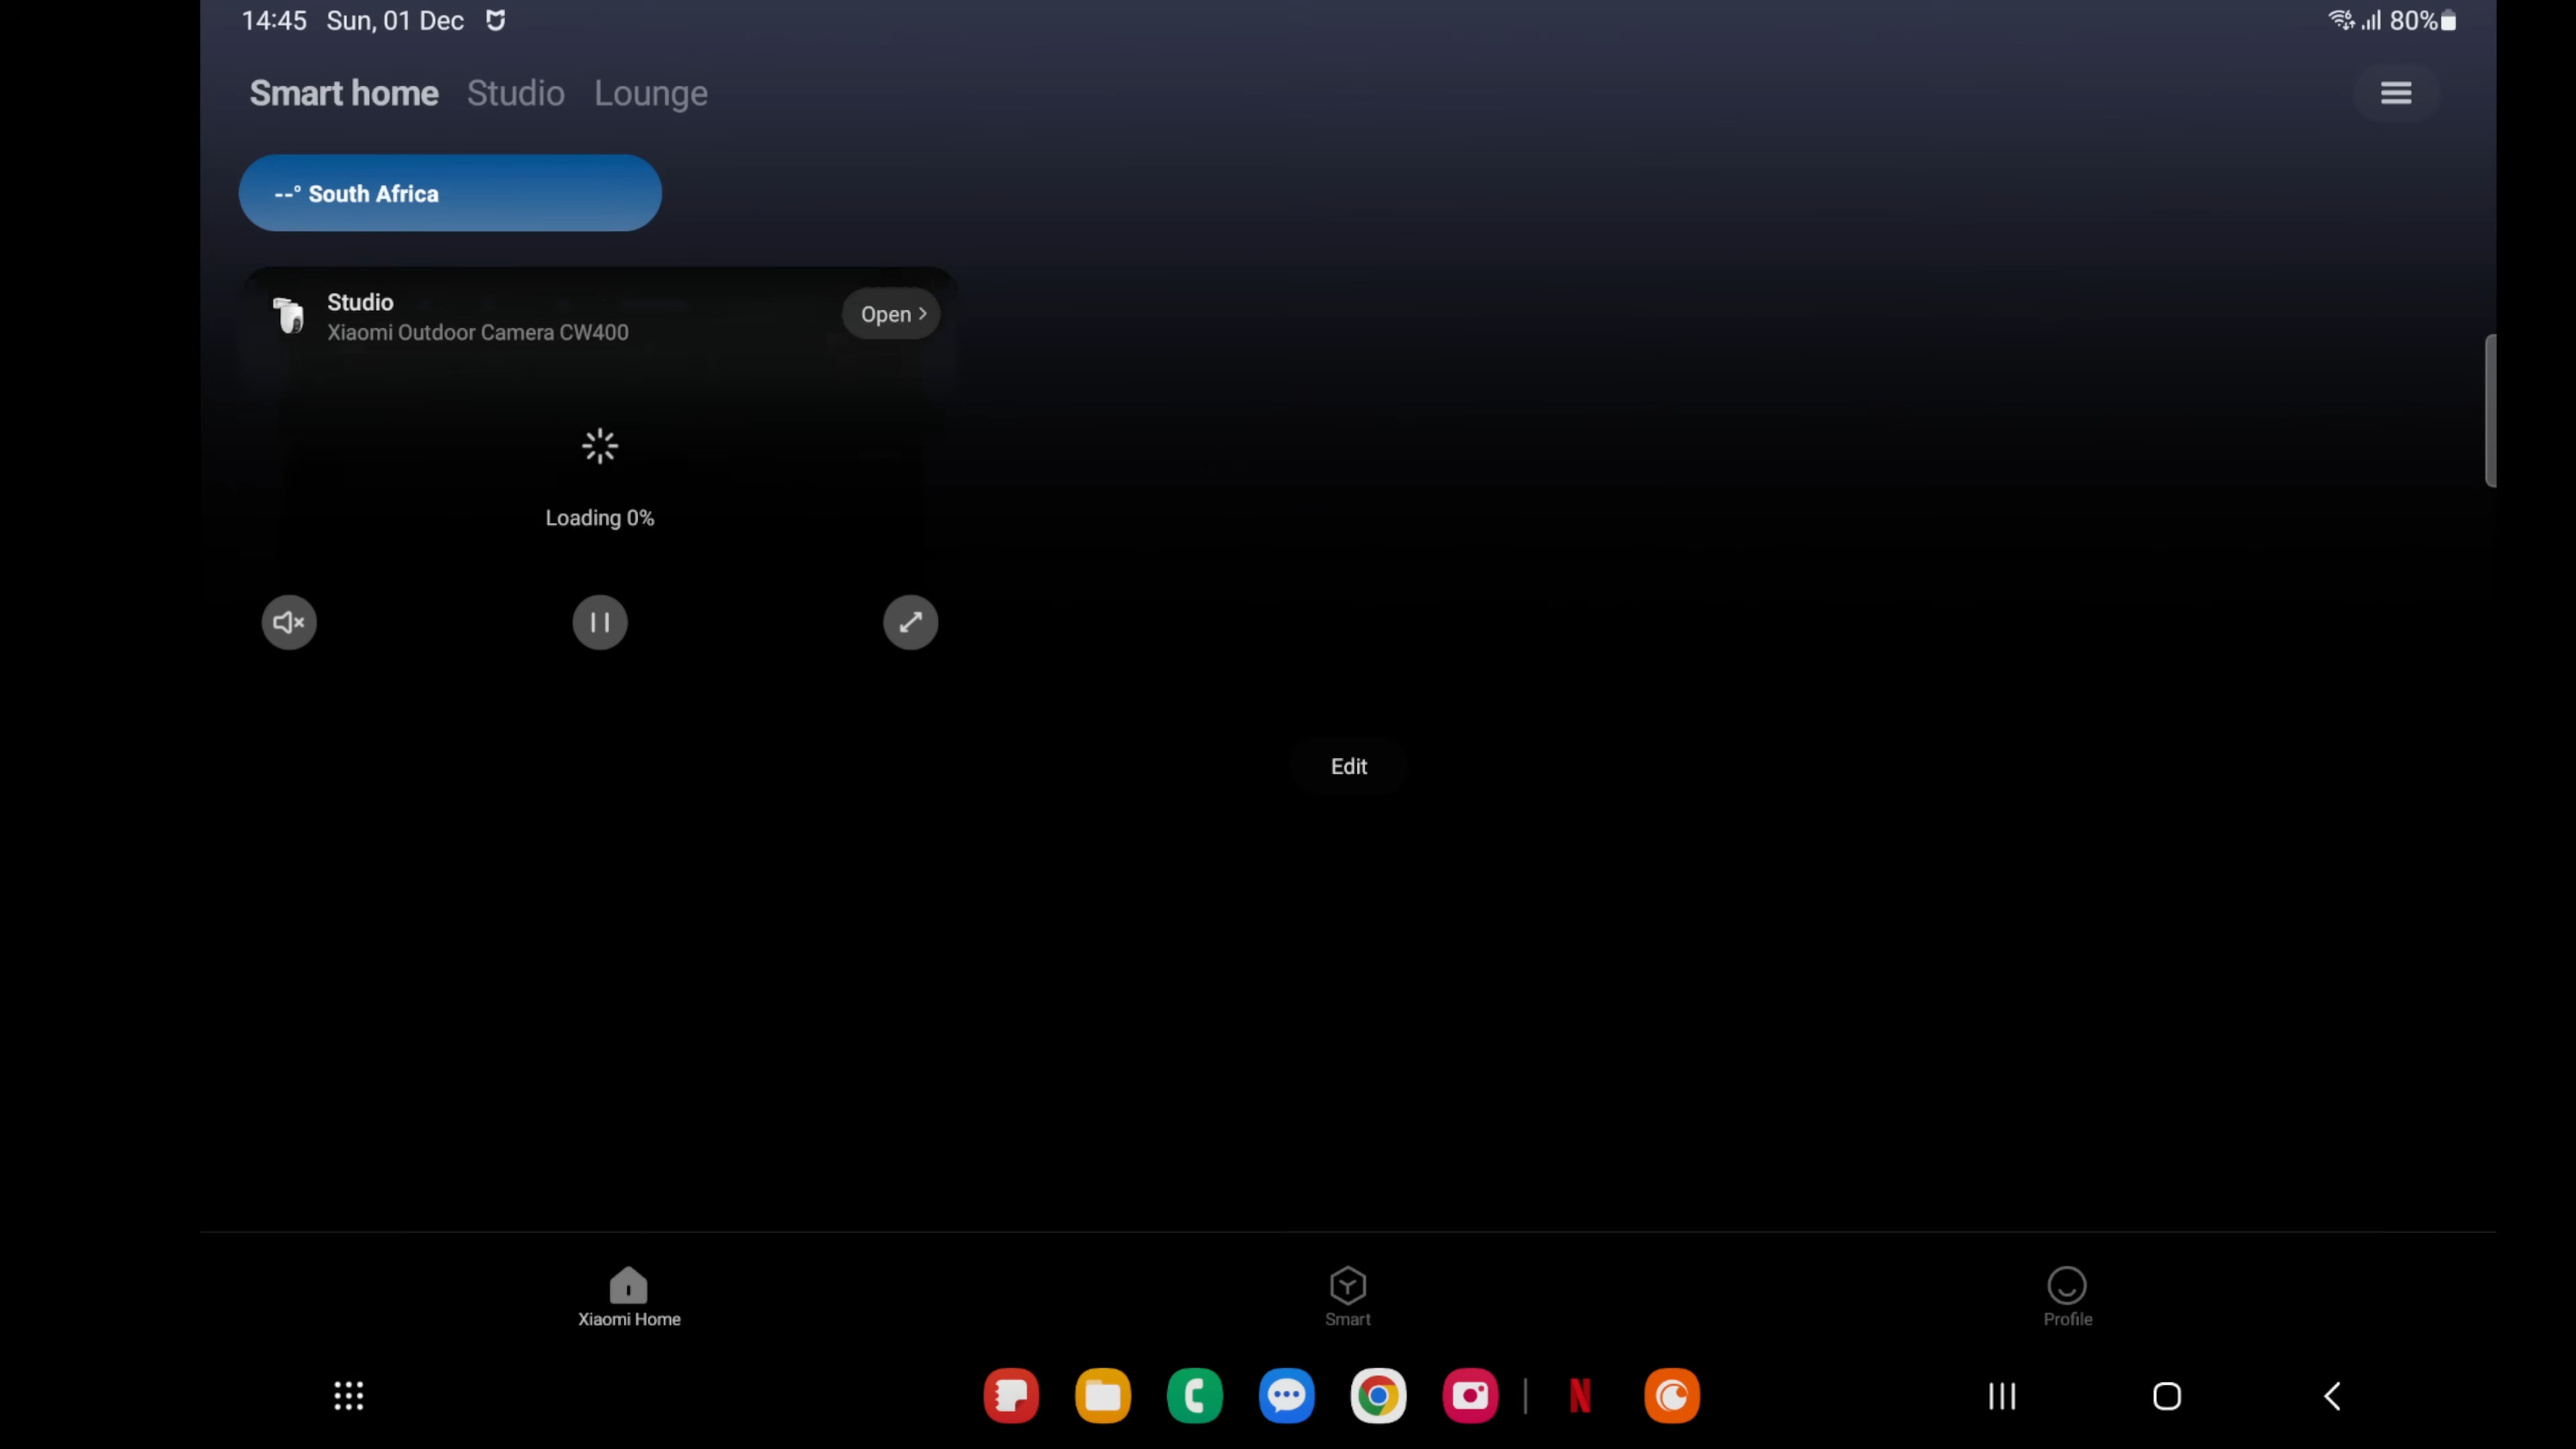 14:45 Sun, 01 Dec
80%
Smart home Studio Lounge
--° South Africa
Studio
Xiaomi Outdoor Camera CW400
Open >
Loading 0%
Edit
Xiaomi Home
Smart
Profile